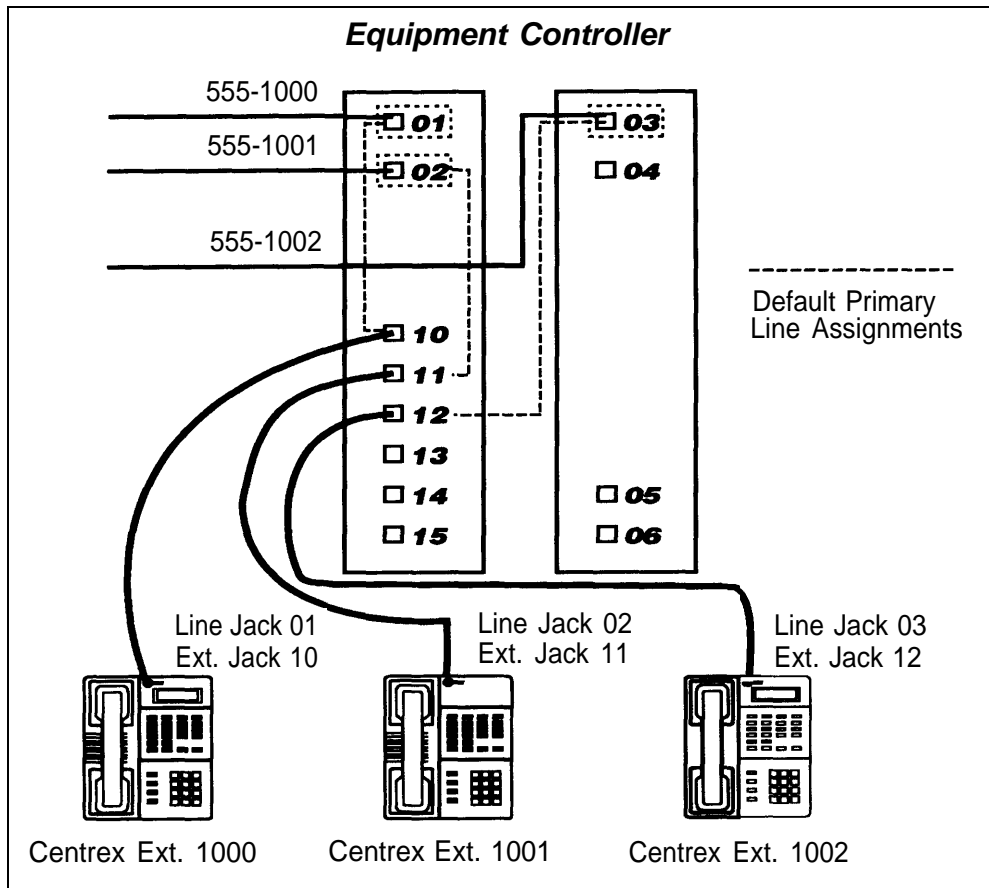 Equipment Controller
555-1000
01
03
555-1001
02
04
555-1002
Default Primary
Line Assignments
10
11
12
13
14
05
15
06
Line Jack 01
Ext. Jack 10
Line Jack 02
Ext. Jack 11
Line Jack 03
Ext. Jack 12
Centrex Ext. 1000
Centrex Ext. 1001
Centrex Ext. 1002